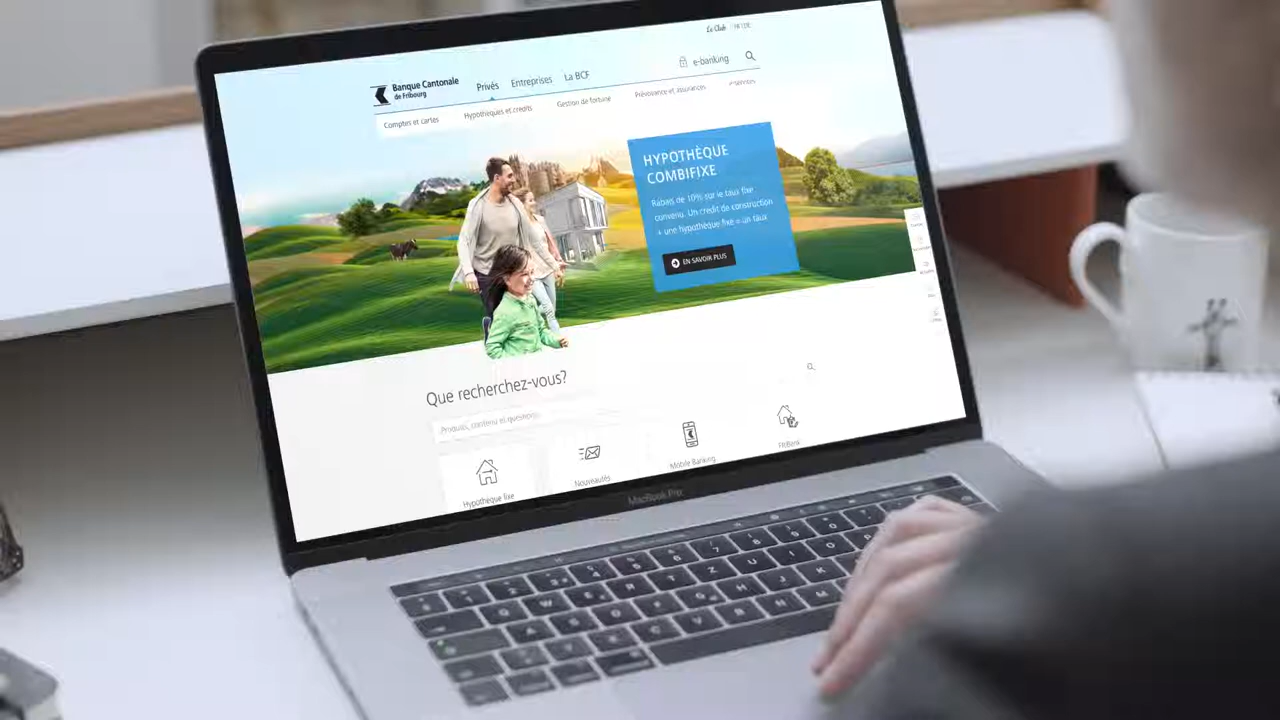 Le Club
FR | DE
Banque Cantonale
de Fribourg
Privés
Entreprises
La BCF
e-banking
Comptes et cartes
Hypothèques et crédits
Gestion de fortune
Prévoyance et assurances
e-services
HYPOTHÈQUE
COMBIFIXE
Rabais de 10% sur le taux fixe
convenu. Un crédit de construction
+ une hypothèque fixe = un taux
EN SAVOIR PLUS
Que recherchez-vous?
Produits, contenu et questions
Hypothèque fixe
Nouveautés
Mobile Banking
FRiBank
MacBook Pro